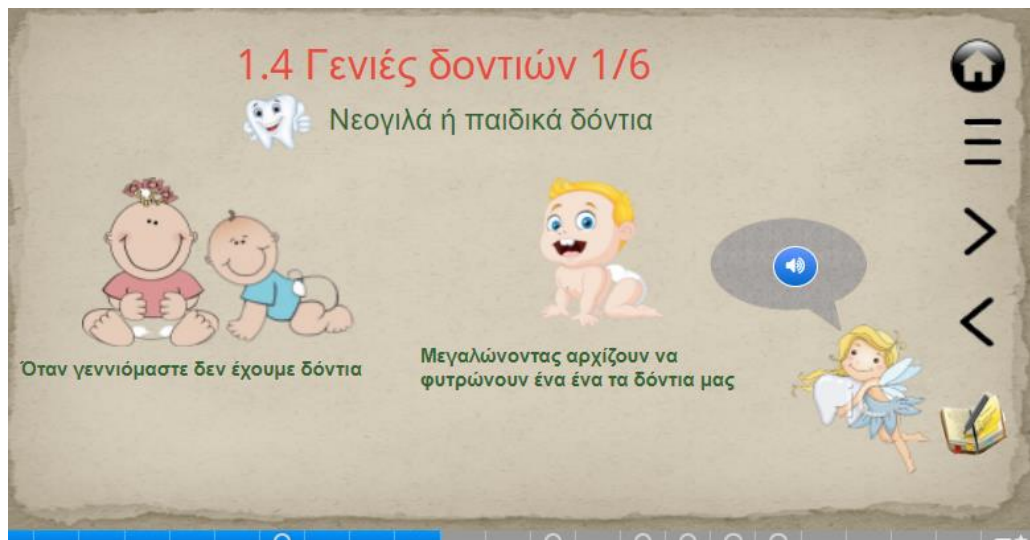 1.4 Γενιές δοντιών 1/6
Νεογιλά ή παιδικά δόντια
Όταν γεννιόμαστε δεν έχουμε δόντια
Μεγαλώνοντας αρχίζουν να
φυτρώνουν ένα ένα τα δόντια μας